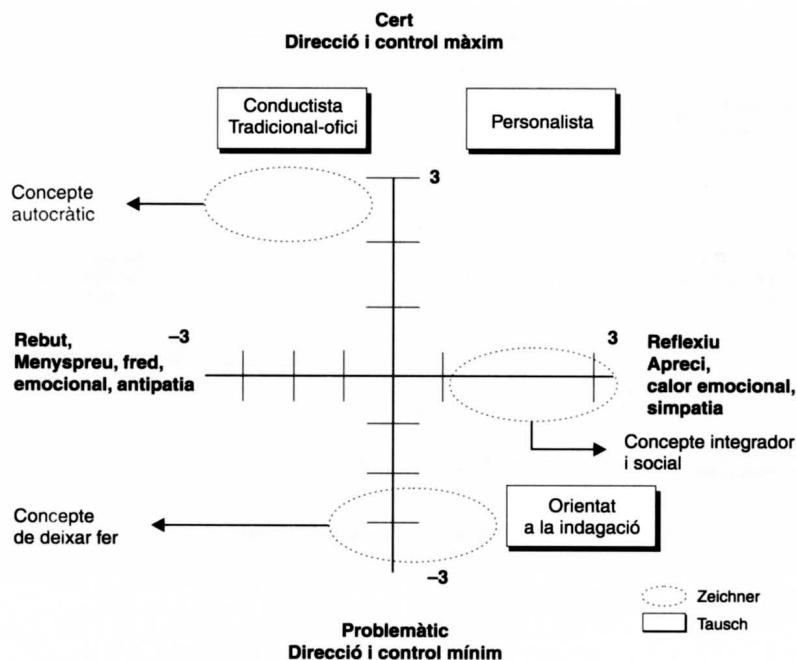 Cert
Direcció i control màxim
Conductista
Tradicional-ofici
Personalista
3
Concepte
autocràtic
–3
Rebut,
Menyspreu, fred,
emocional, antipatia
3
Reflexiu
Apreci,
calor emocional,
simpatia
Concepte integrador
i social
Orientat
a la indagació
Concepte
de deixar fer
–3
Zeichner
Tausch
Problemàtic
Direcció i control mínim